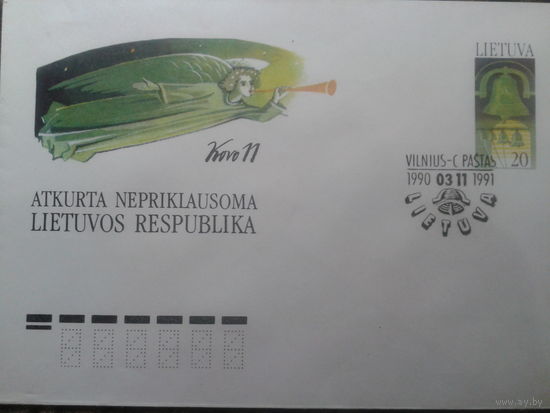 LIETUVA
20
Kovo 11
ATKURTA NEPRIKLAUSOMA
LIETUVOS RESPUBLIKA
VILNIUS-C PAŠTAS
1990 03 11 1991
LIETUVA
www.ay.by